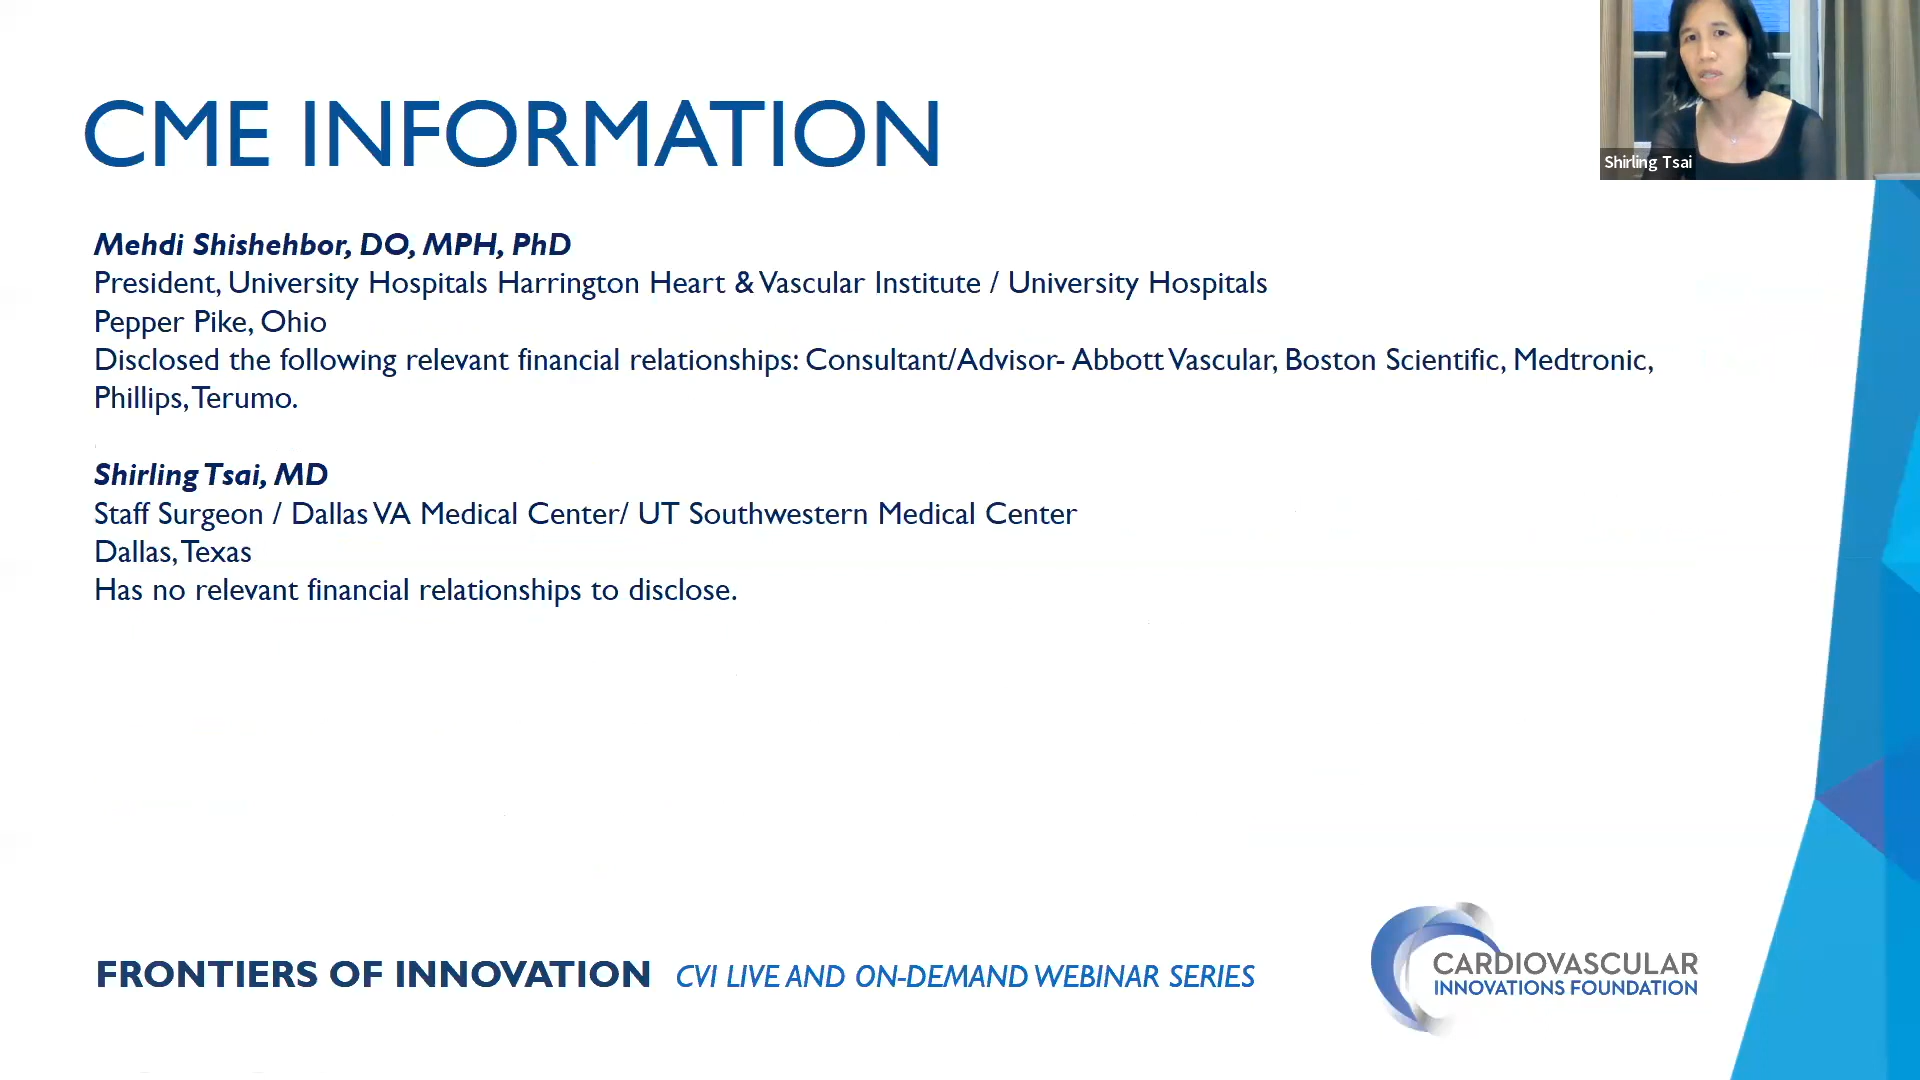 CME INFORMATION
Shirling Tsai
Mehdi Shishehbor, DO, MPH, PhD
President, University Hospitals Harrington Heart & Vascular Institute / University Hospitals
Pepper Pike, Ohio
Disclosed the following relevant financial relationships: Consultant/Advisor- Abbott Vascular, Boston Scientific, Medtronic,
Phillips, Terumo.
Shirling Tsai, MD
Staff Surgeon / Dallas VA Medical Center/ UT Southwestern Medical Center
Dallas, Texas
Has no relevant financial relationships to disclose.
FRONTIERS OF INNOVATION CVI LIVE AND ON-DEMAND WEBINAR SERIES
CARDIOVASCULAR
INNOVATIONS FOUNDATION